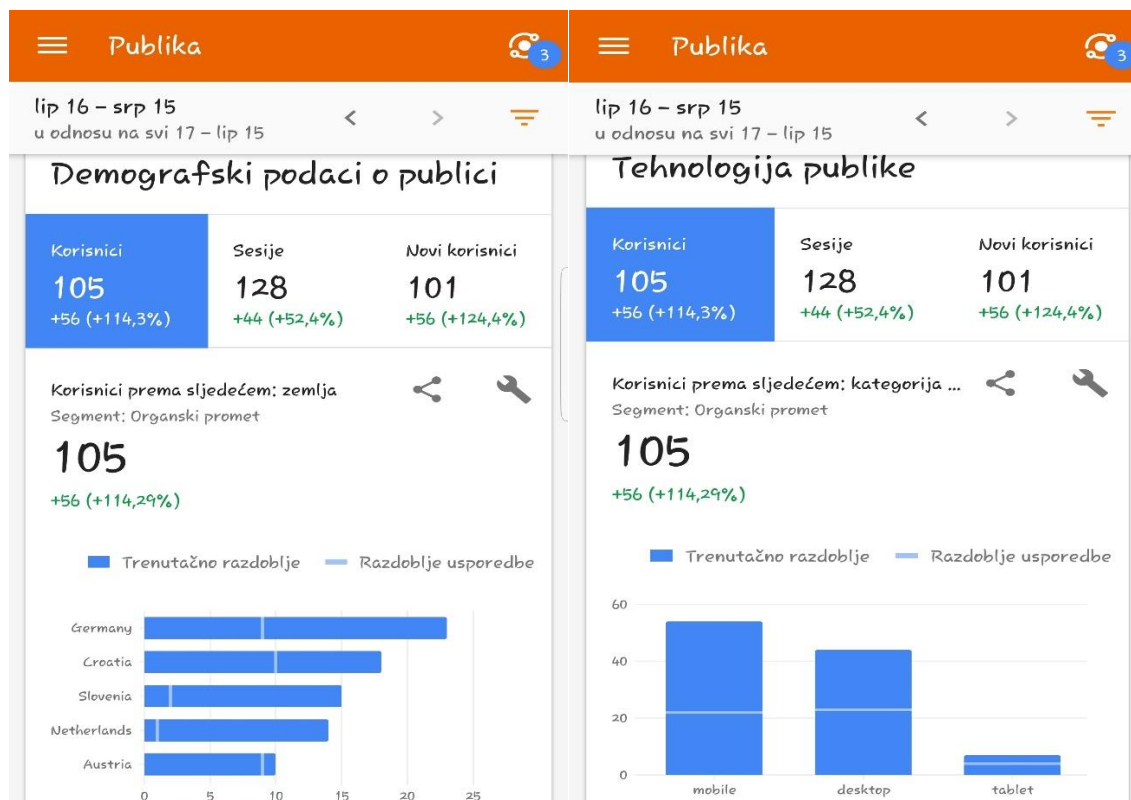 Publika
3
lip 16 – srp 15
u odnosu na svi 17 – lip 15
Demografski podaci o publici
Korisnici
105
+56 (+114,3%)
Sesije
128
+44 (+52,4%)
Novi korisnici
101
+56 (+124,4%)
Korisnici prema sljedećem: zemlja
Segment: Organski promet
105
+56 (+114,29%)
Trenutačno razdoblje
Razdoblje usporedbe
Germany
Croatia
Slovenia
Netherlands
Austria
0 5 10 15 20 25
Publika
3
lip 16 – srp 15
u odnosu na svi 17 – lip 15
Tehnologija publike
Korisnici
105
+56 (+114,3%)
Sesije
128
+44 (+52,4%)
Novi korisnici
101
+56 (+124,4%)
Korisnici prema sljedećem: kategorija ...
Segment: Organski promet
105
+56 (+114,29%)
Trenutačno razdoblje
Razdoblje usporedbe
60
40
20
0
mobile desktop tablet